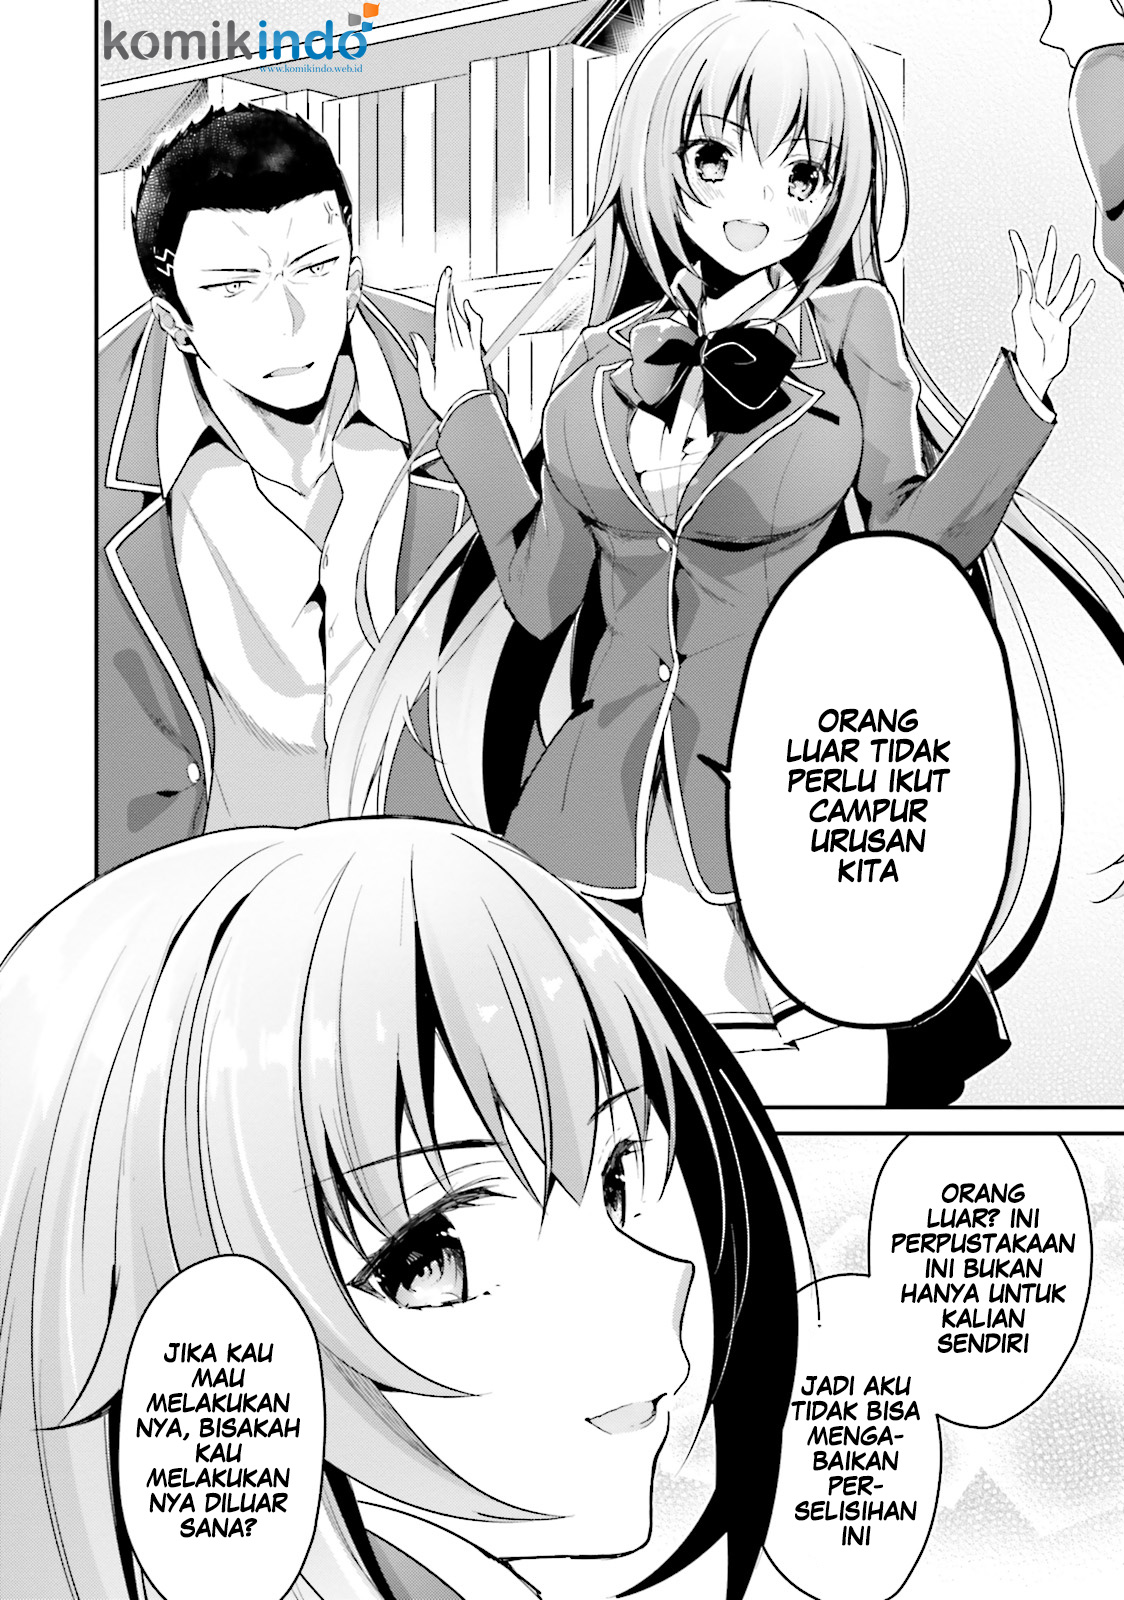 komikindo
www.komikindo.web.id
ORANG
LUAR TIDAK
PERLU IKUT
CAMPUR
URUSAN
KITA
ORANG
LUAR? INI
PERPUSTAKAAN
INI BUKAN
HANYA UNTUK
KALIAN
SENDIRI
JADI AKU
TIDAK BISA
MENGA-
BAIKAN
PER-
SELISIHAN
INI
JIKA KAU
MAU
MELAKUKAN
NYA, BISAKAH
KAU
MELAKUKAN
NYA DILUAR
SANA?